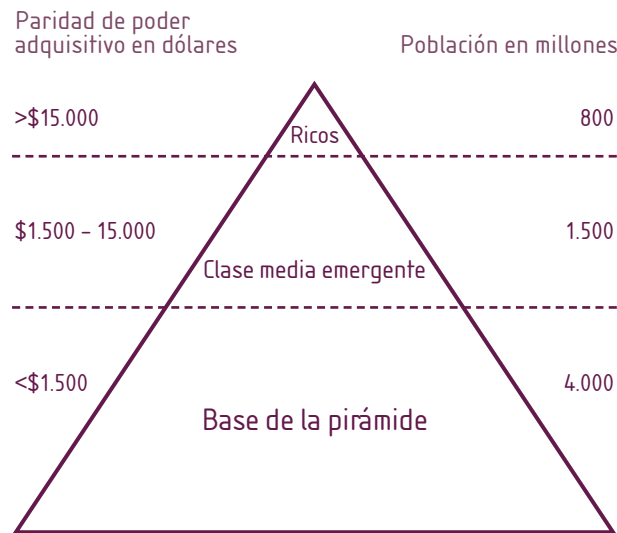 Paridad de poder
adquisitivo en dólares
Población en millones
>$15.000
Ricos
800
$1.500 – 15.000
Clase media emergente
1.500
<$1.500
Base de la pirámide
4.000